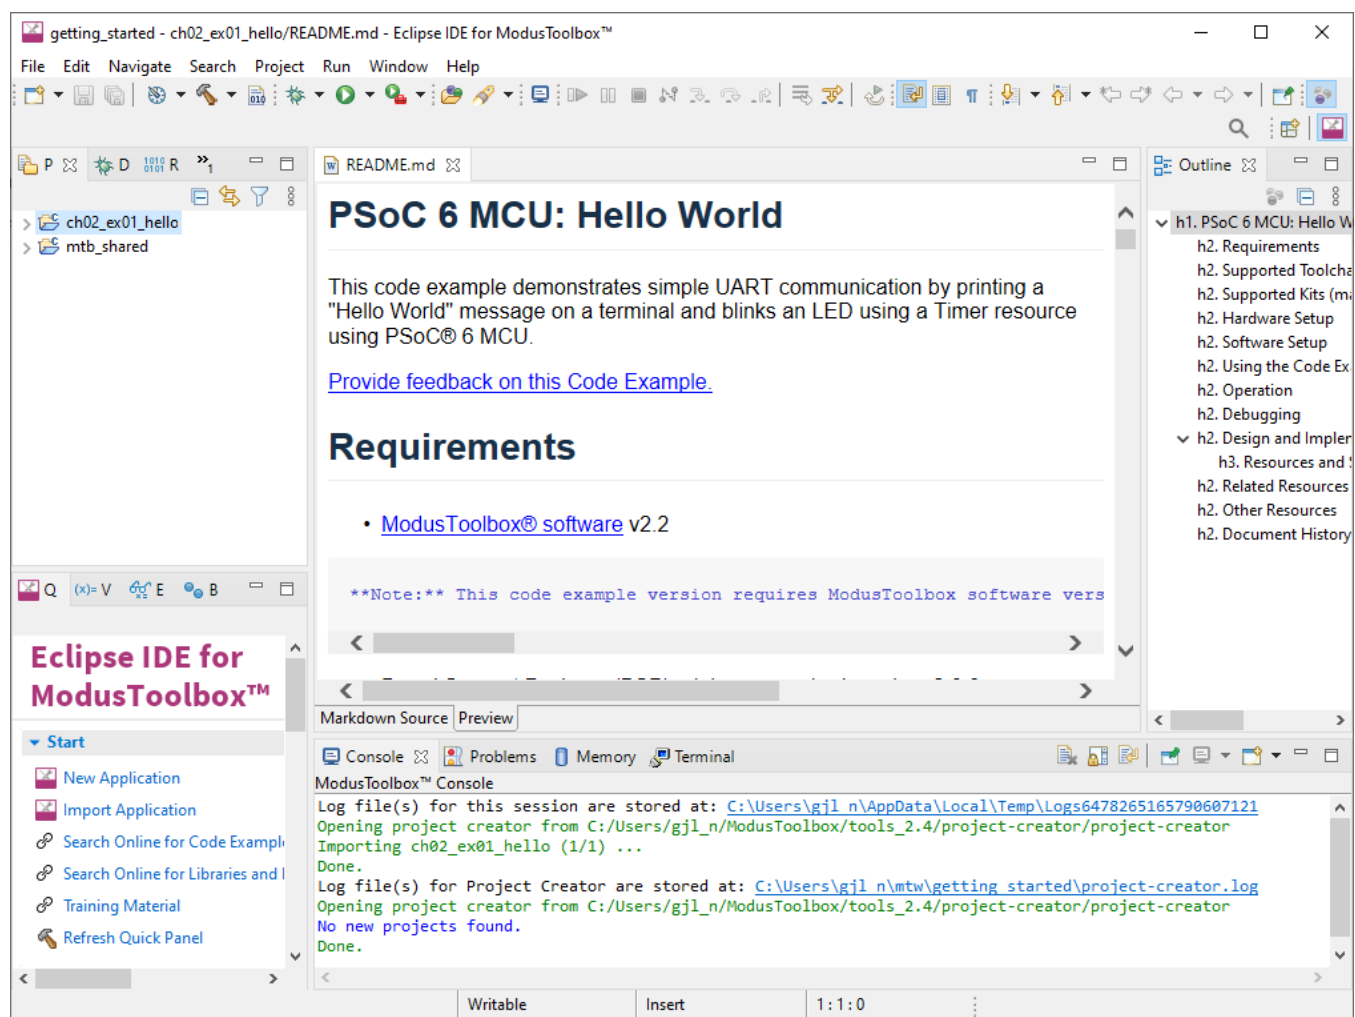 getting_started - ch02_ex01_hello/README.md - Eclipse IDE for ModusToolbox™
File Edit Navigate Search Project Run Window Help
P D 1010 0101 R »1
ch02_ex01_hello
mtb_shared
README.md
PSoC 6 MCU: Hello World
This code example demonstrates simple UART communication by printing a
"Hello World" message on a terminal and blinks an LED using a Timer resource
using PSoC® 6 MCU.
Provide feedback on this Code Example.
Requirements
• ModusToolbox® software v2.2
**Note:** This code example version requires ModusToolbox software vers
Markdown Source Preview
Outline
h1. PSoC 6 MCU: Hello W
h2. Requirements
h2. Supported Toolcha
h2. Supported Kits (ma
h2. Hardware Setup
h2. Software Setup
h2. Using the Code Ex
h2. Operation
h2. Debugging
h2. Design and Implem
h3. Resources and
h2. Related Resources
h2. Other Resources
h2. Document History
Q (x)= V E B
Eclipse IDE for
ModusToolbox™
Start
New Application
Import Application
Search Online for Code Exampl
Search Online for Libraries and
Training Material
Refresh Quick Panel
Console Problems Memory Terminal
ModusToolbox™ Console
Log file(s) for this session are stored at: C:\Users\gjl_n\AppData\Local\Temp\Logs6478265165790607121
Opening project creator from C:/Users/gjl_n/ModusToolbox/tools_2.4/project-creator/project-creator
Importing ch02_ex01_hello (1/1) ...
Done.
Log file(s) for Project Creator are stored at: C:\Users\gjl_n\mtw\getting_started\project-creator.log
Opening project creator from C:/Users/gjl_n/ModusToolbox/tools_2.4/project-creator/project-creator
No new projects found.
Done.
Writable Insert 1:1:0